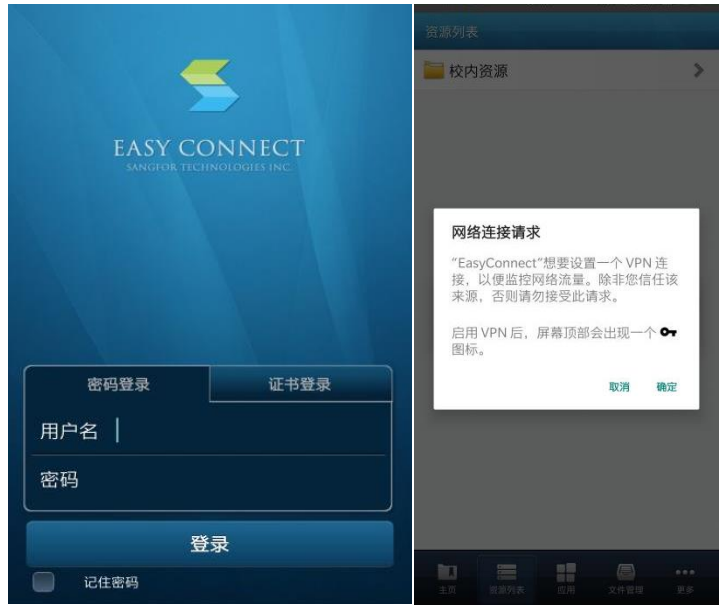 EASY CONNECT
SANGFOR TECHNOLOGIES INC.
密码登录
证书登录
用户名
密码
登录
记住密码
资源列表
校内资源
网络连接请求
“EasyConnect”想要设置一个 VPN 连
接，以便监控网络流量。除非您信任该
来源，否则请勿接受此请求。
启用 VPN 后，屏幕顶部会出现一个
图标。
取消
确定
主页
资源列表
应用
文件管理
更多